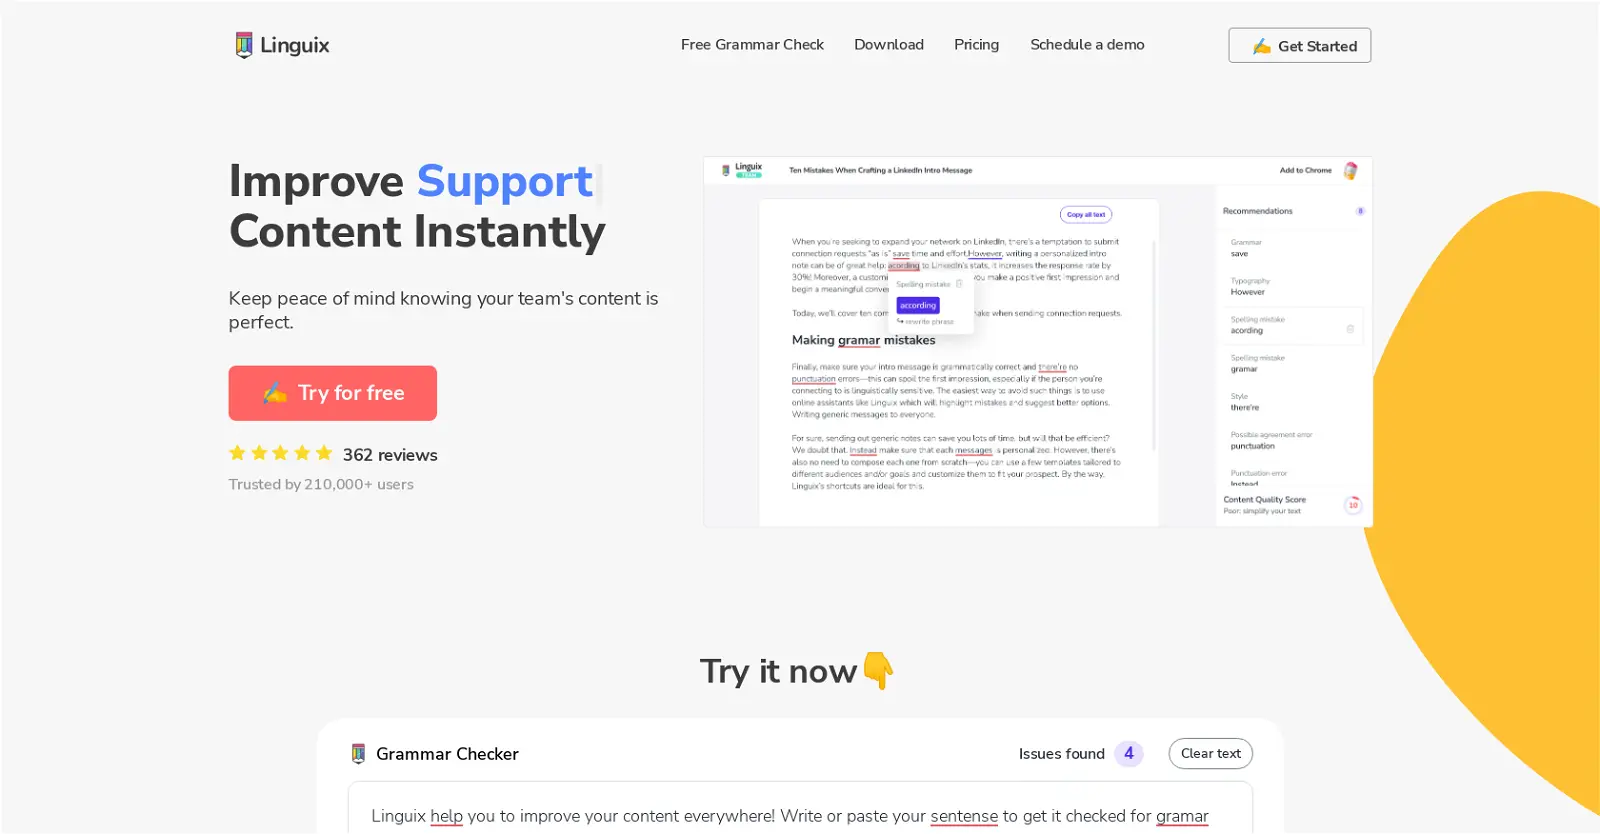 Linguix
Free Grammar Check
Download
Pricing
Schedule a demo
Get Started
Improve Support
Content Instantly
Keep peace of mind knowing your team's content is
perfect.
Try for free
362 reviews
Trusted by 210,000+ users
Linguix
TEAM
Ten Mistakes When Crafting a LinkedIn Intro Message
Add to Chrome
Copy all text
When you're seeking to expand your network on LinkedIn, there's a temptation to submit
connection requests "as is" save time and effort.However, writing a personalized intro
note can be of great help: acording to LinkedIn's stats, it increases the response rate by
30%! Moreover, a customi you make a positive first impression and
begin a meaningful conve
Today, we'll cover ten com ake when sending connection requests.
Spelling mistake
according
rewrite phrase
Making gramar mistakes
Finally, make sure your intro message is grammatically correct and there're no
punctuation errors—this can spoil the first impression, especially if the person you're
connecting to is linguistically sensitive. The easiest way to avoid such things is to use
online assistants like Linguix which will highlight mistakes and suggest better options.
Writing generic messages to everyone.
For sure, sending out generic notes can save you lots of time, but will that be efficient?
We doubt that. Instead make sure that each messages is personalized. However, there's
also no need to compose each one from scratch—you can use a few templates tailored to
different audiences and/or goals and customize them to fit your prospect. By the way,
Linguix's shortcuts are ideal for this.
Recommendations
8
Grammar
save
Typography
However
Spelling mistake
acording
Spelling mistake
gramar
Style
there're
Possible agreement error
punctuation
Punctuation error
Instead
Content Quality Score
Poor: simplify your text
10
Try it now
Grammar Checker
Issues found 4
Clear text
Linguix help you to improve your content everywhere! Write or paste your sentense to get it checked for gramar